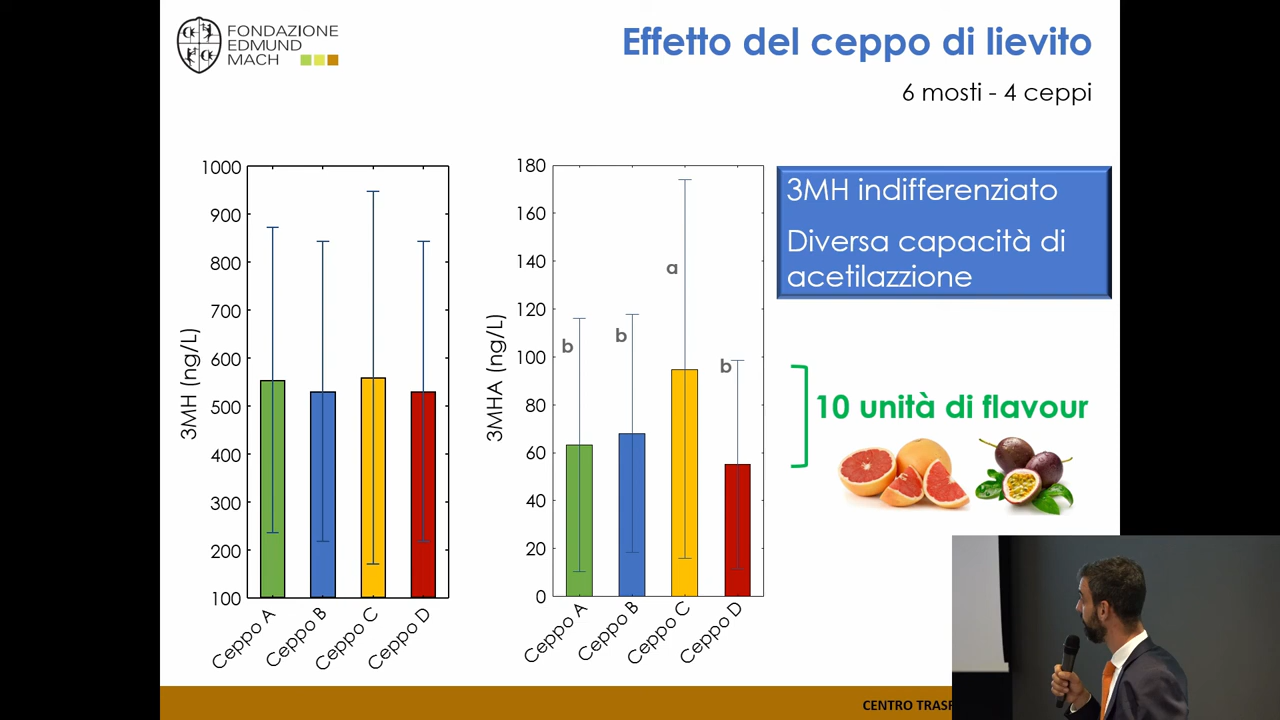 FONDAZIONE
EDMUND
MACH
Effetto del ceppo di lievito
6 mosti - 4 ceppi
1000
900
800
700
600
500
400
300
200
100
3MH (ng/L)
Ceppo A
Ceppo B
Ceppo C
Ceppo D
180
160
140
120
100
80
60
40
20
0
3MHA (ng/L)
b
b
a
b
Ceppo A
Ceppo B
Ceppo C
Ceppo D
3MH indifferenziato
Diversa capacità di
acetilazzione
10 unità di flavour
CENTRO